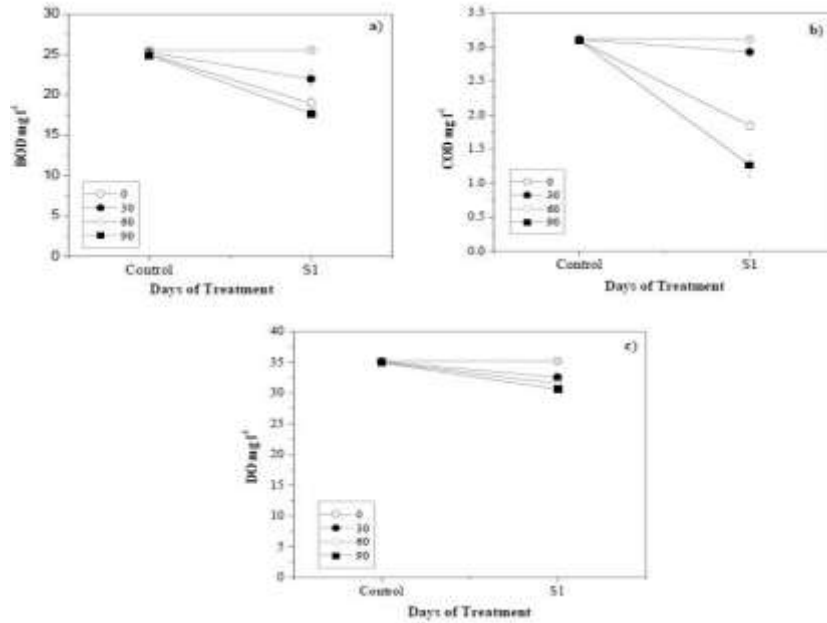 a)
30
25
20
15
10
5
0
BOD mg l⁻¹
0
30
60
90
Control
S1
Days of Treatment
b)
3.5
3.0
2.5
2.0
1.5
1.0
0.5
0.0
COD mg l⁻¹
0
30
60
90
Control
S1
Days of Treatment
c)
40
35
30
25
20
15
10
5
0
DO mg l⁻¹
0
30
60
90
Control
S1
Days of Treatment